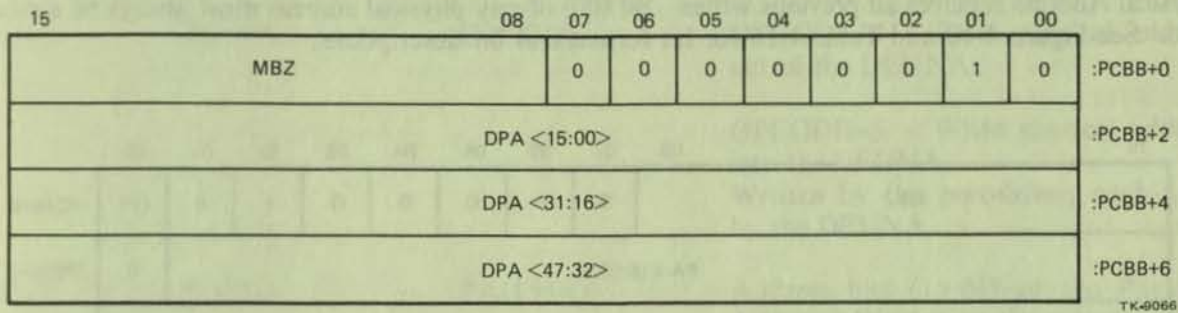 15 08 07 06 05 04 03 02 01 00
MBZ 0 0 0 0 0 0 1 0 :PCBB+0
DPA <15:00> :PCBB+2
DPA <31:16> :PCBB+4
DPA <47:32> :PCBB+6
TK-9066